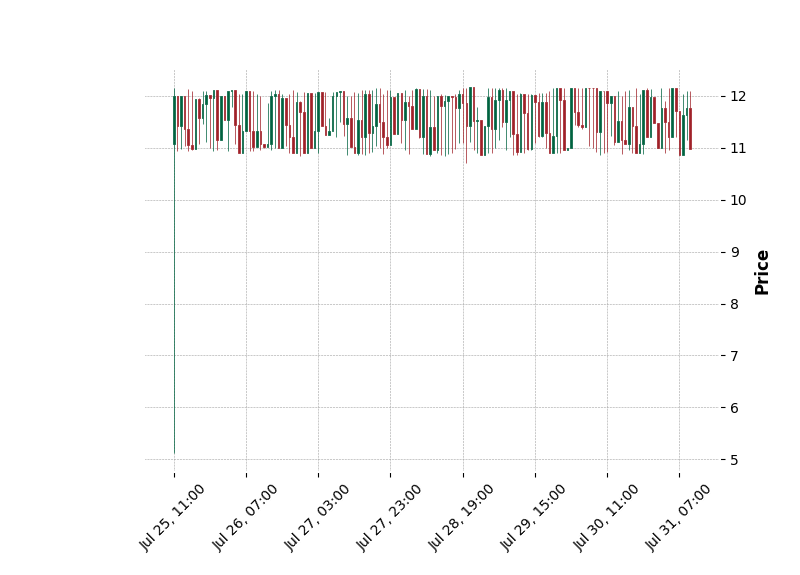 12
11
10
9
8
7
6
5
Price
Jul 25, 11:00
Jul 26, 07:00
Jul 27, 03:00
Jul 27, 23:00
Jul 28, 19:00
Jul 29, 15:00
Jul 30, 11:00
Jul 31, 07:00